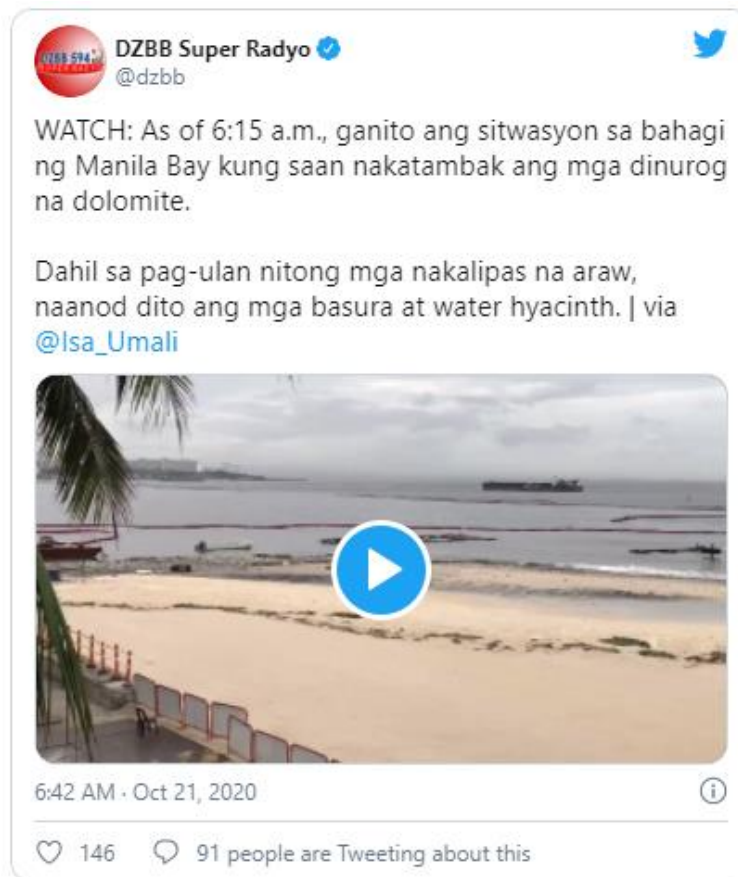 DZBB Super Radyo
@dzbb
WATCH: As of 6:15 a.m., ganito ang sitwasyon sa bahagi
ng Manila Bay kung saan nakatambak ang mga dinurog
na dolomite.
Dahil sa pag-ulan nitong mga nakalipas na araw,
naanod dito ang mga basura at water hyacinth. | via
@Isa_Umali
6:42 AM · Oct 21, 2020
146 91 people are Tweeting about this